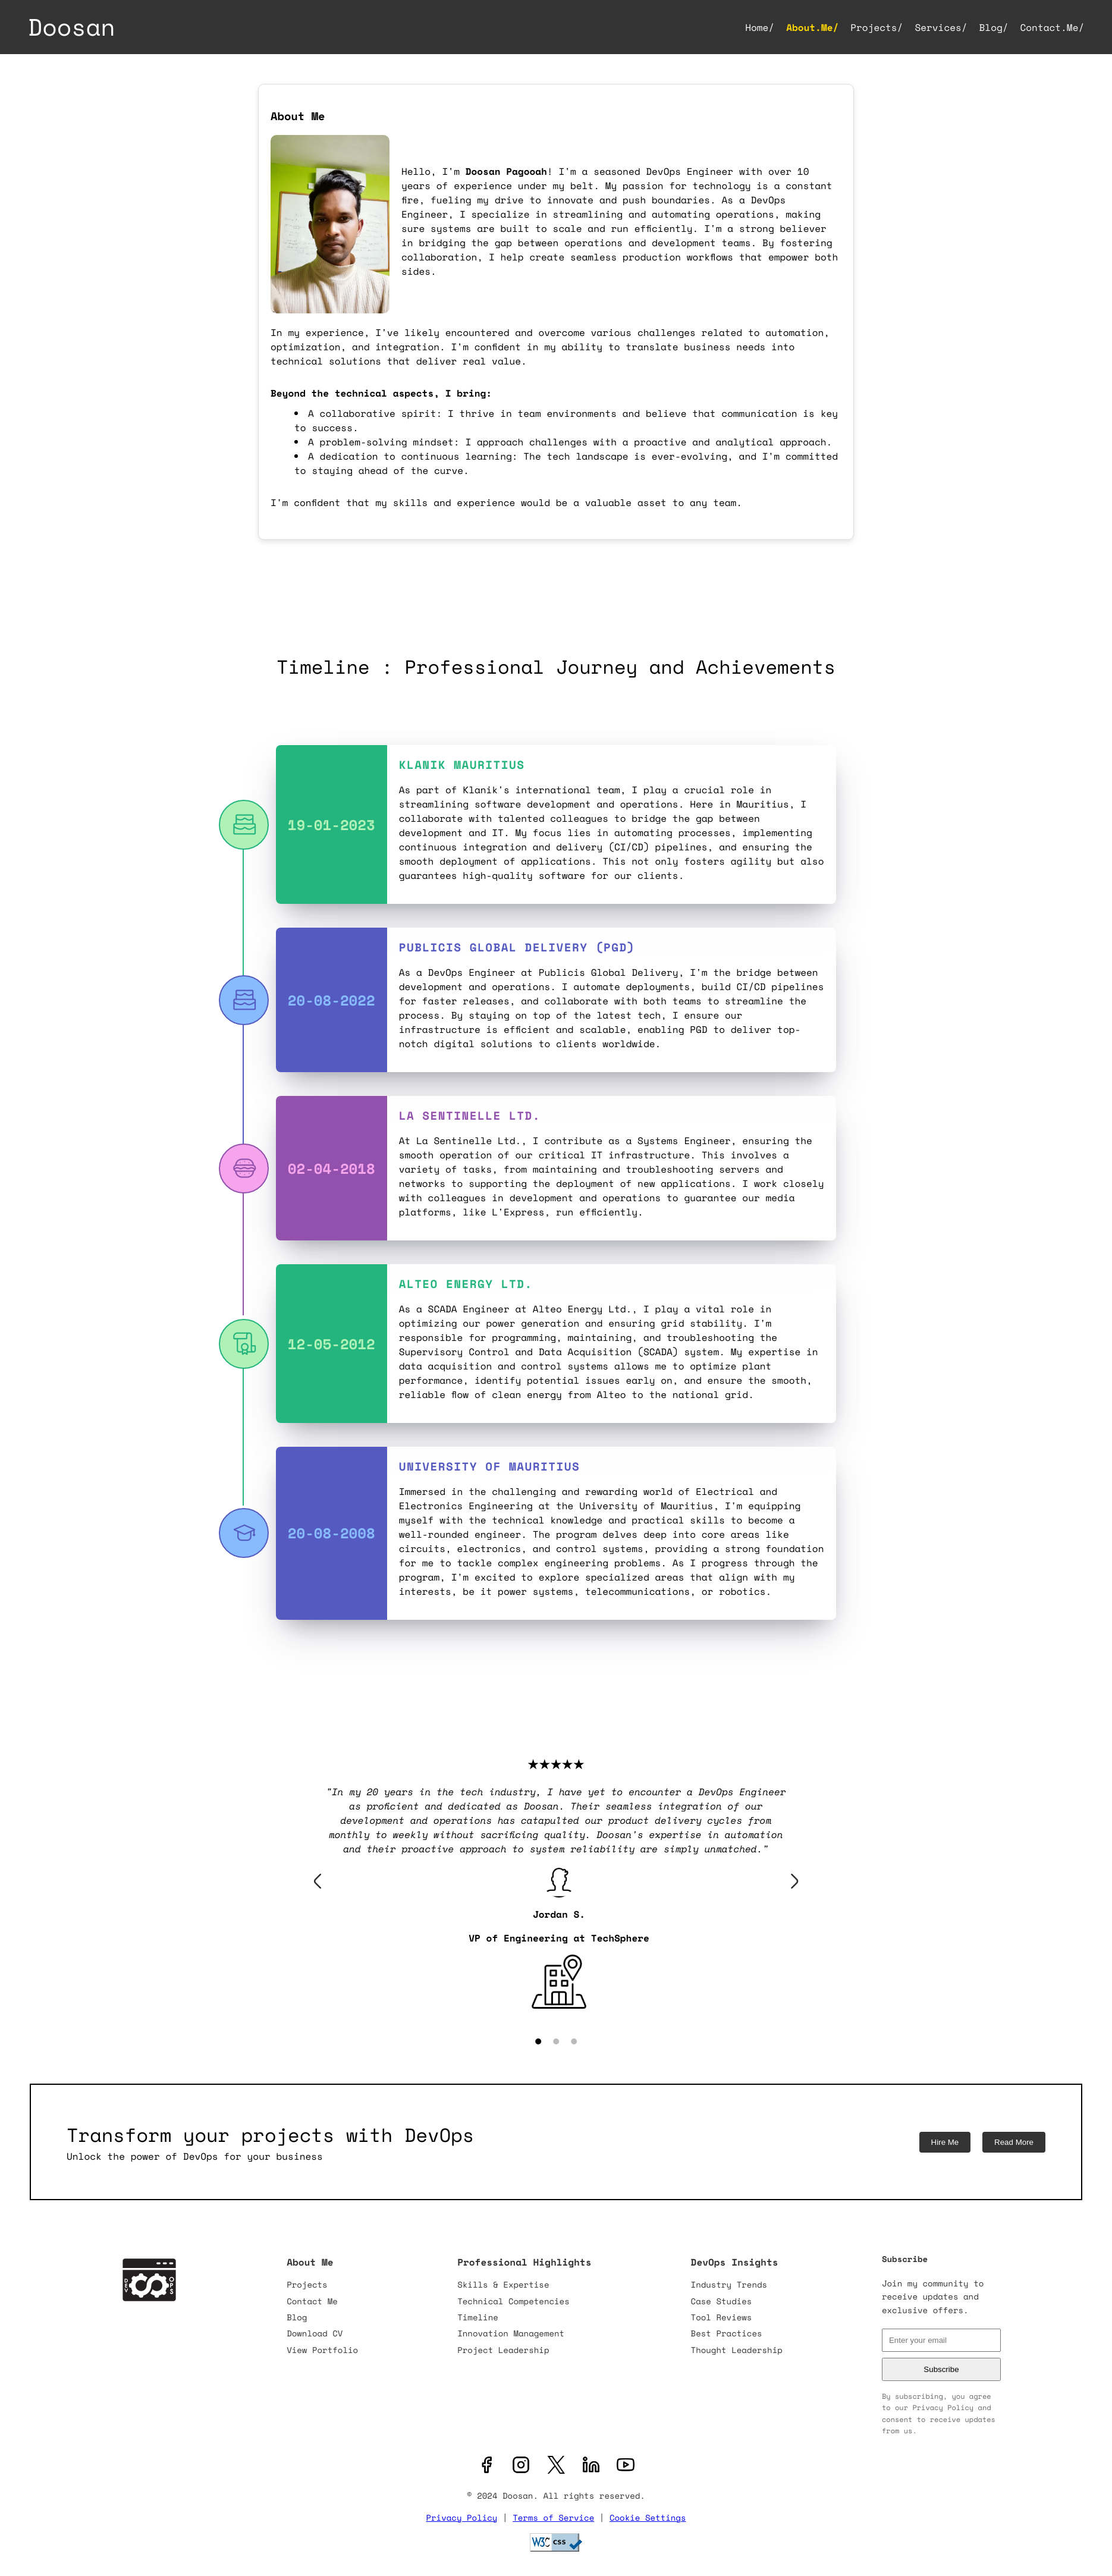 Doosan
Home/ About.Me/ Projects/ Services/ Blog/ Contact.Me/
About Me
Hello, I'm Doosan Pagooah! I'm a seasoned DevOps Engineer with over 10
years of experience under my belt. My passion for technology is a constant
fire, fueling my drive to innovate and push boundaries. As a DevOps
Engineer, I specialize in streamlining and automating operations, making
sure systems are built to scale and run efficiently. I'm a strong believer
in bridging the gap between operations and development teams. By fostering
collaboration, I help create seamless production workflows that empower both
sides.
In my experience, I've likely encountered and overcome various challenges related to automation,
optimization, and integration. I'm confident in my ability to translate business needs into
technical solutions that deliver real value.
Beyond the technical aspects, I bring:
• A collaborative spirit: I thrive in team environments and believe that communication is key
to success.
• A problem-solving mindset: I approach challenges with a proactive and analytical approach.
• A dedication to continuous learning: The tech landscape is ever-evolving, and I'm committed
to staying ahead of the curve.
I'm confident that my skills and experience would be a valuable asset to any team.
Timeline : Professional Journey and Achievements
19-01-2023
KLANIK MAURITIUS
As part of Klanik's international team, I play a crucial role in
streamlining software development and operations. Here in Mauritius, I
collaborate with talented colleagues to bridge the gap between
development and IT. My focus lies in automating processes, implementing
continuous integration and delivery (CI/CD) pipelines, and ensuring the
smooth deployment of applications. This not only fosters agility but also
guarantees high-quality software for our clients.
20-08-2022
PUBLICIS GLOBAL DELIVERY (PGD)
As a DevOps Engineer at Publicis Global Delivery, I'm the bridge between
development and operations. I automate deployments, build CI/CD pipelines
for faster releases, and collaborate with both teams to streamline the
process. By staying on top of the latest tech, I ensure our
infrastructure is efficient and scalable, enabling PGD to deliver top-
notch digital solutions to clients worldwide.
02-04-2018
LA SENTINELLE LTD.
At La Sentinelle Ltd., I contribute as a Systems Engineer, ensuring the
smooth operation of our critical IT infrastructure. This involves a
variety of tasks, from maintaining and troubleshooting servers and
networks to supporting the deployment of new applications. I work closely
with colleagues in development and operations to guarantee our media
platforms, like L'Express, run efficiently.
12-05-2012
ALTEO ENERGY LTD.
As a SCADA Engineer at Alteo Energy Ltd., I play a vital role in
optimizing our power generation and ensuring grid stability. I'm
responsible for programming, maintaining, and troubleshooting the
Supervisory Control and Data Acquisition (SCADA) system. My expertise in
data acquisition and control systems allows me to optimize plant
performance, identify potential issues early on, and ensure the smooth,
reliable flow of clean energy from Alteo to the national grid.
20-08-2008
UNIVERSITY OF MAURITIUS
Immersed in the challenging and rewarding world of Electrical and
Electronics Engineering at the University of Mauritius, I'm equipping
myself with the technical knowledge and practical skills to become a
well-rounded engineer. The program delves deep into core areas like
circuits, electronics, and control systems, providing a strong foundation
for me to tackle complex engineering problems. As I progress through the
program, I'm excited to explore specialized areas that align with my
interests, be it power systems, telecommunications, or robotics.
★★★★★
"In my 20 years in the tech industry, I have yet to encounter a DevOps Engineer
as proficient and dedicated as Doosan. Their seamless integration of our
development and operations has catapulted our product delivery cycles from
monthly to weekly without sacrificing quality. Doosan's expertise in automation
and their proactive approach to system reliability are simply unmatched."
Jordan S.
VP of Engineering at TechSphere
Transform your projects with DevOps
Unlock the power of DevOps for your business
Hire Me
Read More
DEV OPS
About Me
Projects
Contact Me
Blog
Download CV
View Portfolio
Professional Highlights
Skills & Expertise
Technical Competencies
Timeline
Innovation Management
Project Leadership
DevOps Insights
Industry Trends
Case Studies
Tool Reviews
Best Practices
Thought Leadership
Subscribe
Join my community to
receive updates and
exclusive offers.
Enter your email
Subscribe
By subscribing, you agree
to our Privacy Policy and
consent to receive updates
from us.
© 2024 Doosan. All rights reserved.
Privacy Policy | Terms of Service | Cookie Settings
W3C css